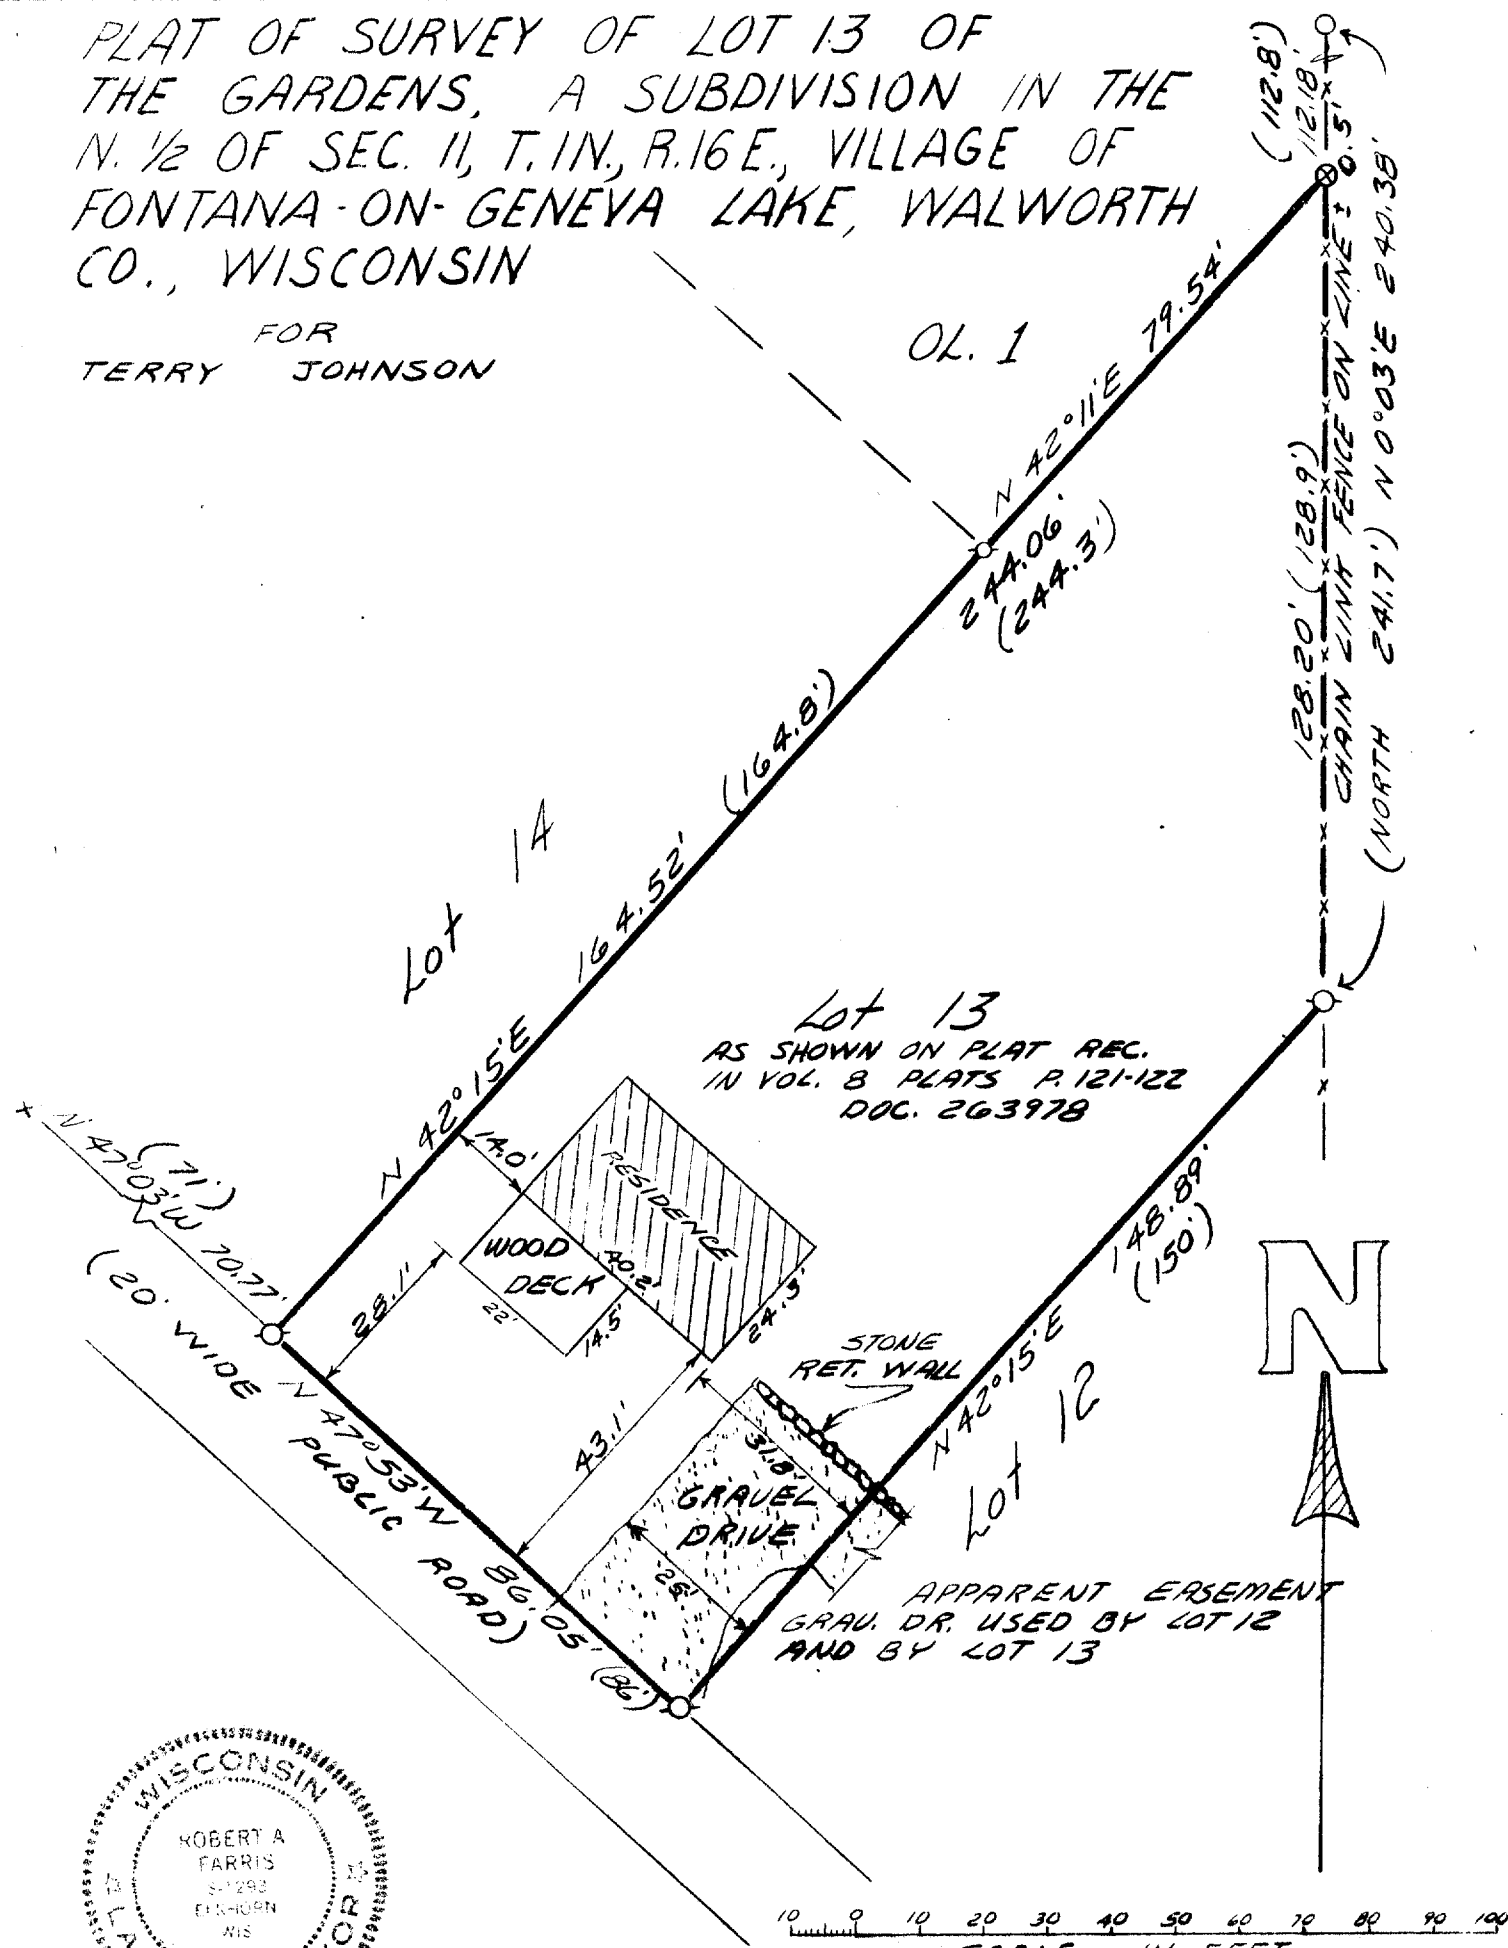 PLAT OF SURVEY OF LOT 13 OF
THE GARDENS, A SUBDIVISION IN THE
N. 1/2 OF SEC. 11, T.1N., R.16E., VILLAGE OF
FONTANA-ON-GENEVA LAKE, WALWORTH
CO., WISCONSIN
FOR
TERRY JOHNSON
(112.8')
112.18'
0.5'
OL. 1
N 42°11'E 79.54'
244.06'
(244.3')
128.20' (128.9')
CHAIN LINK FENCE ON LINE ±
(NORTH 241.7') N 0°03'E 240.38'
Lot 14
N 42°15'E 164.52' (164.8')
Lot 13
AS SHOWN ON PLAT REC.
IN VOL. 8 PLATS P. 121-122
DOC. 263978
(71')
N 47°03'W 70.77'
14.0'
RESIDENCE
WOOD
DECK
40.2'
22'
14.5'
24.3'
28.1'
43.1'
STONE
RET. WALL
31.8'
GRAVEL
DRIVE
N 42°15'E 148.89'
(150')
Lot 12
N
(20' WIDE PUBLIC ROAD)
N 47°53'W 86.05' (86')
APPARENT EASEMENT
GRAV. DR. USED BY LOT 12
AND BY LOT 13
WISCONSIN
ROBERT A
FARRIS
S-1293
ELKHORN
WIS
10 0 10 20 30 40 50 60 70 80 90 100
IN FEET